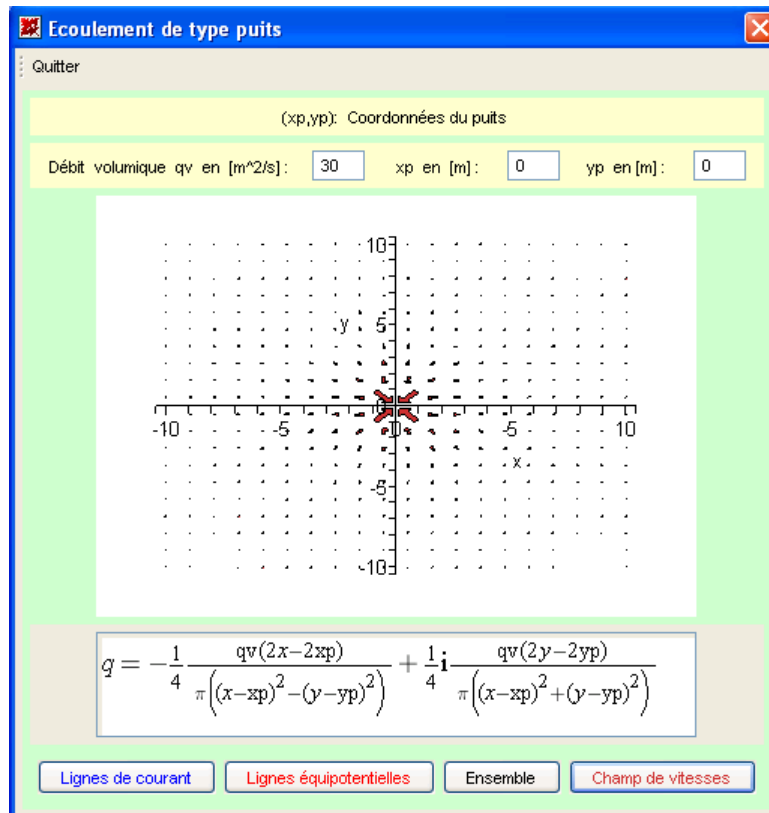 Ecoulement de type puits
Quitter
(xp,yp): Coordonnées du puits
Débit volumique qv en [m^2/s] : 30 xp en [m] : 0 yp en [m] : 0
10
y 5
-10 -5 0 -5 10
x
-5
-10
q = -1/4 qv(2x-2xp)/π((x-xp)^2-(y-yp)^2) + 1/4 i qv(2y-2yp)/π((x-xp)^2+(y-yp)^2)
Lignes de courant Lignes équipotentielles Ensemble Champ de vitesses